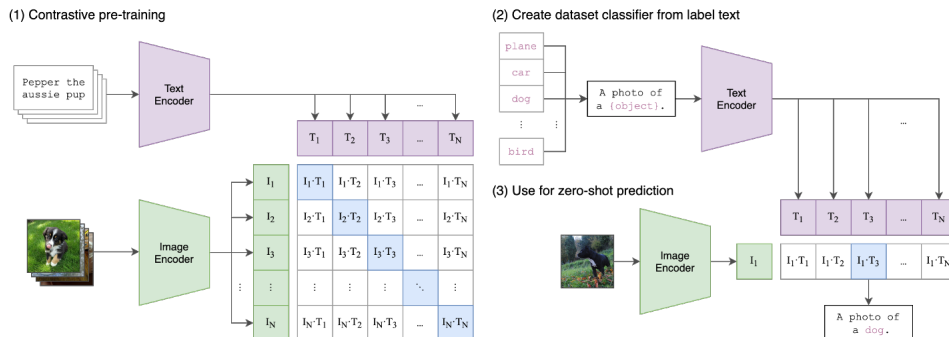 (1) Contrastive pre-training
Pepper the
aussie pup
Text
Encoder
...
T1 T2 T3 ... TN
I1 I1·T1 I1·T2 I1·T3 ... I1·TN
I2 I2·T1 I2·T2 I2·T3 ... I2·TN
Image
Encoder
I3 I3·T1 I3·T2 I3·T3 ... I3·TN
⋮ ⋮ ⋮ ⋮ ⋮ ⋱ ⋮
IN IN·T1 IN·T2 IN·T3 ... IN·TN
(2) Create dataset classifier from label text
plane
car
dog
⋮
bird
A photo of
a {object}.
Text
Encoder
...
(3) Use for zero-shot prediction
T1 T2 T3 ... TN
Image
Encoder
I1 I1·T1 I1·T2 I1·T3 ... I1·TN
A photo of
a dog.